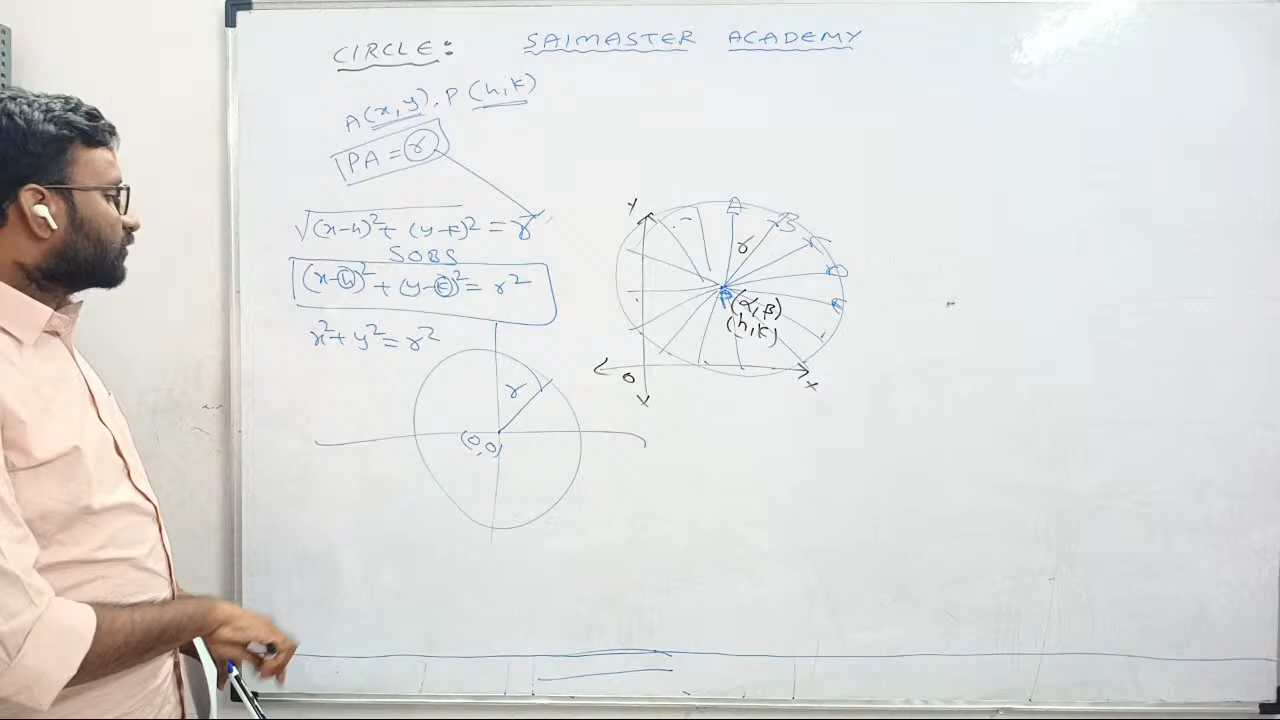 CIRCLE: SAIMASTER ACADEMY
A(x,y), P(h,k)
PA = r
√(x-h)² + (y-k)² = r
SOBS
(x-h)² + (y-k)² = r²
x² + y² = r²
r
(0,0)
Y
A
B
r
D
E
P (α,β)
(h,k)
O
X